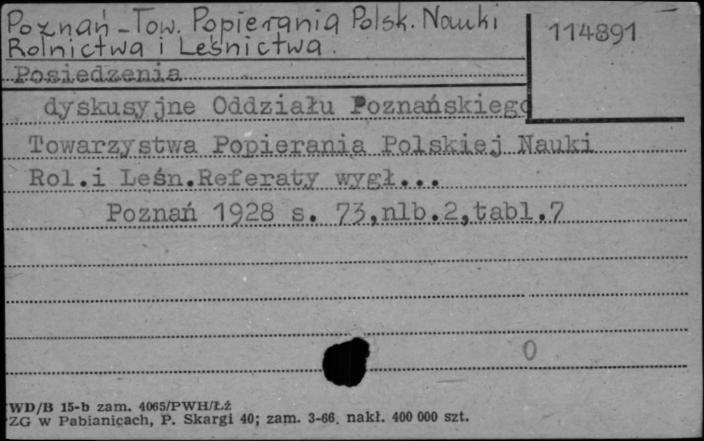 Poznań - Tow. Popierania Polsk. Nauki
Rolnictwa i Leśnictwa.
114891
Posiedzenia
dyskusyjne Oddziału Poznańskiego
Towarzystwa Popierania Polskiej Nauki
Rol.i Leśn.Referaty wygł...
Poznań 1928 s. 73,nlb.2,tabl.7
0
WD/B 15-b zam. 4065/PWH/Łź
ZG w Pabianicach, P. Skargi 40; zam. 3-66. nakł. 400 000 szt.